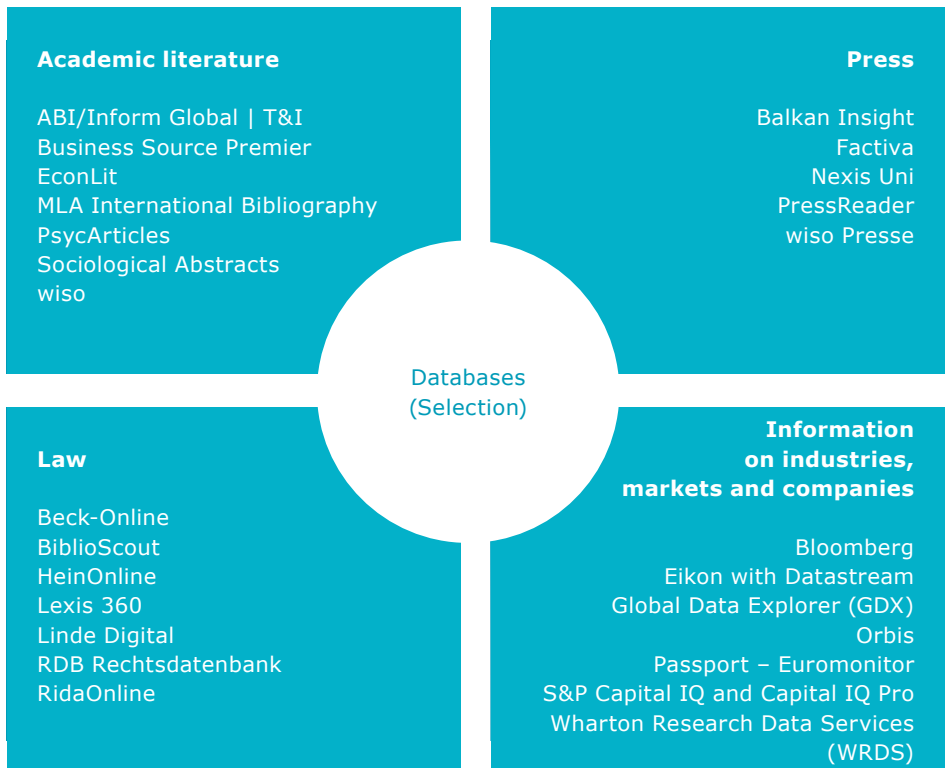 Academic literature
ABI/Inform Global | T&I
Business Source Premier
EconLit
MLA International Bibliography
PsycArticles
Sociological Abstracts
wiso
Press
Balkan Insight
Factiva
Nexis Uni
PressReader
wiso Presse
Databases
(Selection)
Law
Beck-Online
BiblioScout
HeinOnline
Lexis 360
Linde Digital
RDB Rechtsdatenbank
RidaOnline
Information
on industries,
markets and companies
Bloomberg
Eikon with Datastream
Global Data Explorer (GDX)
Orbis
Passport – Euromonitor
S&P Capital IQ and Capital IQ Pro
Wharton Research Data Services
(WRDS)